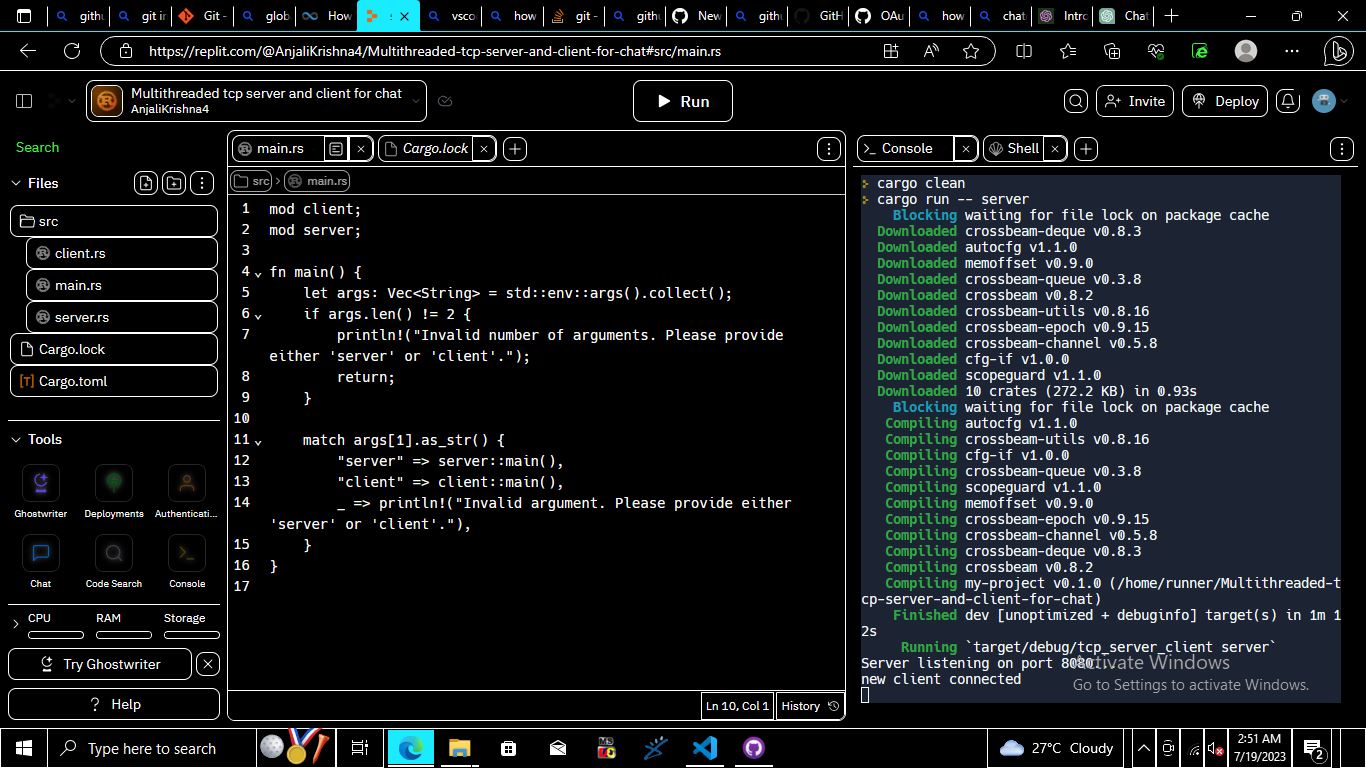 githu
git in
Git -
glob
How
s
vsco
how
git -
githu
New
githu
GitH
OAu
how
chat
Intro
Chat
https://replit.com/@AnjaliKrishna4/Multithreaded-tcp-server-and-client-for-chat#src/main.rs
Multithreaded tcp server and client for chat
AnjaliKrishna4
Run
Invite
Deploy
Search
Files
src
client.rs
main.rs
server.rs
Cargo.lock
Cargo.toml
Tools
Ghostwriter
Deployments
Authenticati...
Chat
Code Search
Console
CPU
RAM
Storage
Try Ghostwriter
? Help
main.rs
Cargo.lock
src > main.rs
1 mod client;
2 mod server;
3
4 fn main() {
5 let args: Vec<String> = std::env::args().collect();
6 if args.len() != 2 {
7 println!("Invalid number of arguments. Please provide
either 'server' or 'client'.");
8 return;
9 }
10
11 match args[1].as_str() {
12 "server" => server::main(),
13 "client" => client::main(),
14 _ => println!("Invalid argument. Please provide either
'server' or 'client'."),
15 }
16 }
17
Ln 10, Col 1
History
Console
Shell
cargo clean
cargo run -- server
Blocking waiting for file lock on package cache
Downloaded crossbeam-deque v0.8.3
Downloaded autocfg v1.1.0
Downloaded memoffset v0.9.0
Downloaded crossbeam-queue v0.3.8
Downloaded crossbeam v0.8.2
Downloaded crossbeam-utils v0.8.16
Downloaded crossbeam-epoch v0.9.15
Downloaded crossbeam-channel v0.5.8
Downloaded cfg-if v1.0.0
Downloaded scopeguard v1.1.0
Downloaded 10 crates (272.2 KB) in 0.93s
Blocking waiting for file lock on package cache
Compiling autocfg v1.1.0
Compiling crossbeam-utils v0.8.16
Compiling cfg-if v1.0.0
Compiling crossbeam-queue v0.3.8
Compiling scopeguard v1.1.0
Compiling memoffset v0.9.0
Compiling crossbeam-epoch v0.9.15
Compiling crossbeam-channel v0.5.8
Compiling crossbeam-deque v0.8.3
Compiling crossbeam v0.8.2
Compiling my-project v0.1.0 (/home/runner/Multithreaded-t
cp-server-and-client-for-chat)
Finished dev [unoptimized + debuginfo] target(s) in 1m 1
2s
Running `target/debug/tcp_server_client server`
Server listening on port 8080...
new client connected
Activate Windows
Go to Settings to activate Windows.
Type here to search
27°C Cloudy
2:51 AM
7/19/2023
2